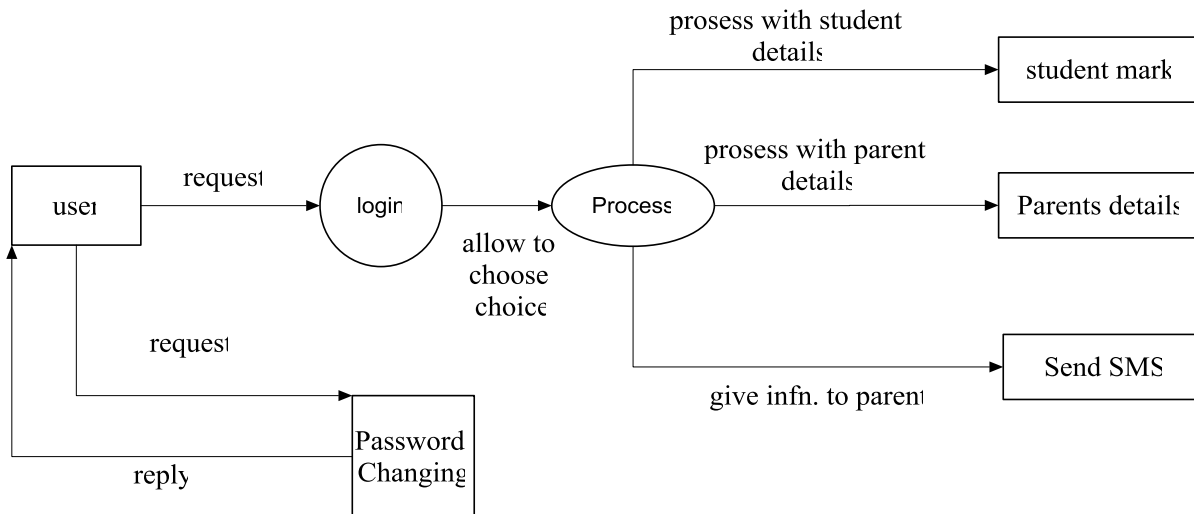 prosess with student
details
student mark
request
user
login
Process
prosess with parent
details
Parents details
allow to
choose
choice
request
Send SMS
give infn. to parent
Password
Changing
reply